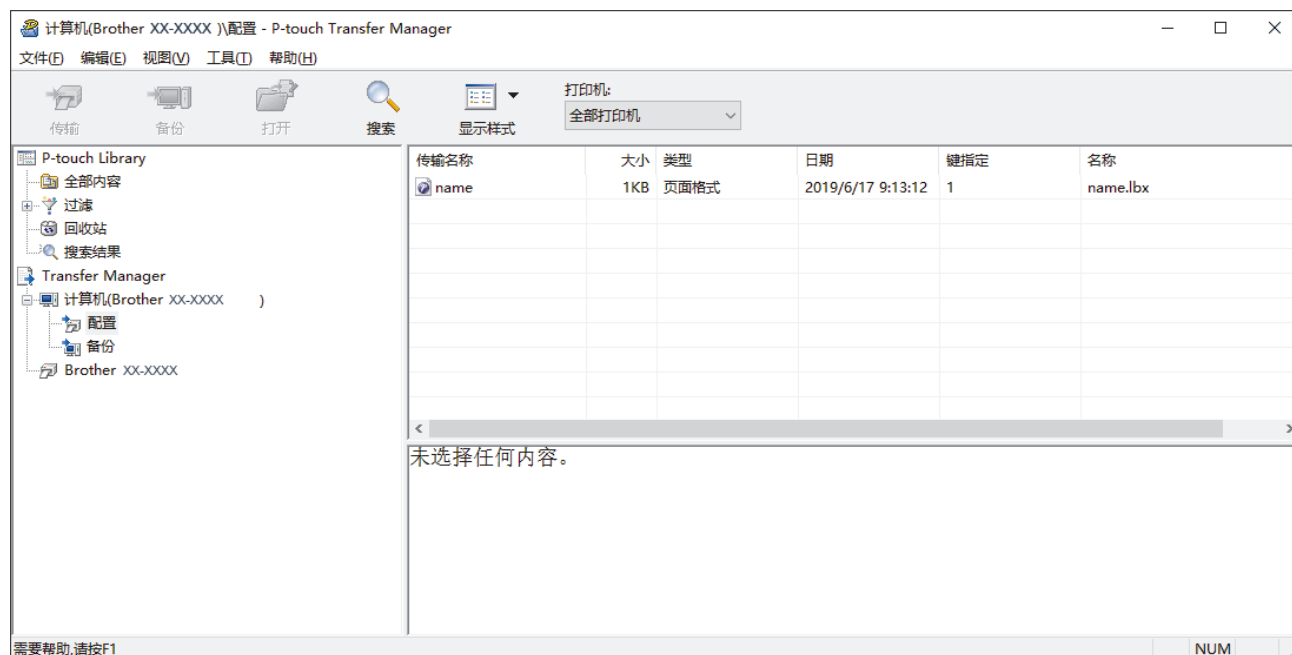 计算机(Brother XX-XXXX )\配置 - P-touch Transfer Manager
文件(F) 编辑(E) 视图(V) 工具(T) 帮助(H)
传输 备份 打开 搜索 显示样式
打印机:
全部打印机
P-touch Library
全部内容
过滤
回收站
搜索结果
Transfer Manager
计算机(Brother XX-XXXX )
配置
备份
Brother XX-XXXX
传输名称 大小 类型 日期 键指定 名称
name 1KB 页面格式 2019/6/17 9:13:12 1 name.lbx
未选择任何内容。
需要帮助,请按F1
NUM